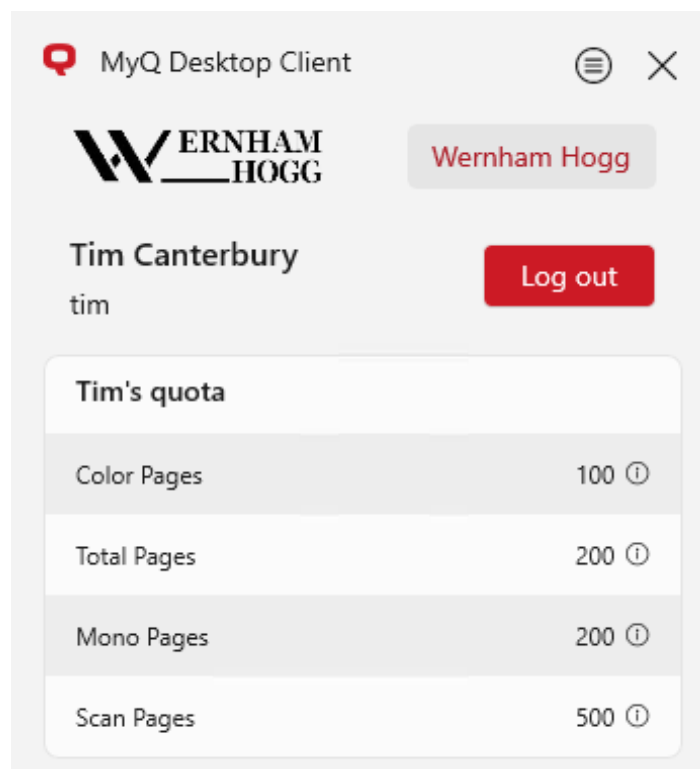 MyQ Desktop Client
WERNHAM
HOGG
Wernham Hogg
Tim Canterbury
Log out
tim
Tim's quota
Color Pages 100
Total Pages 200
Mono Pages 200
Scan Pages 500